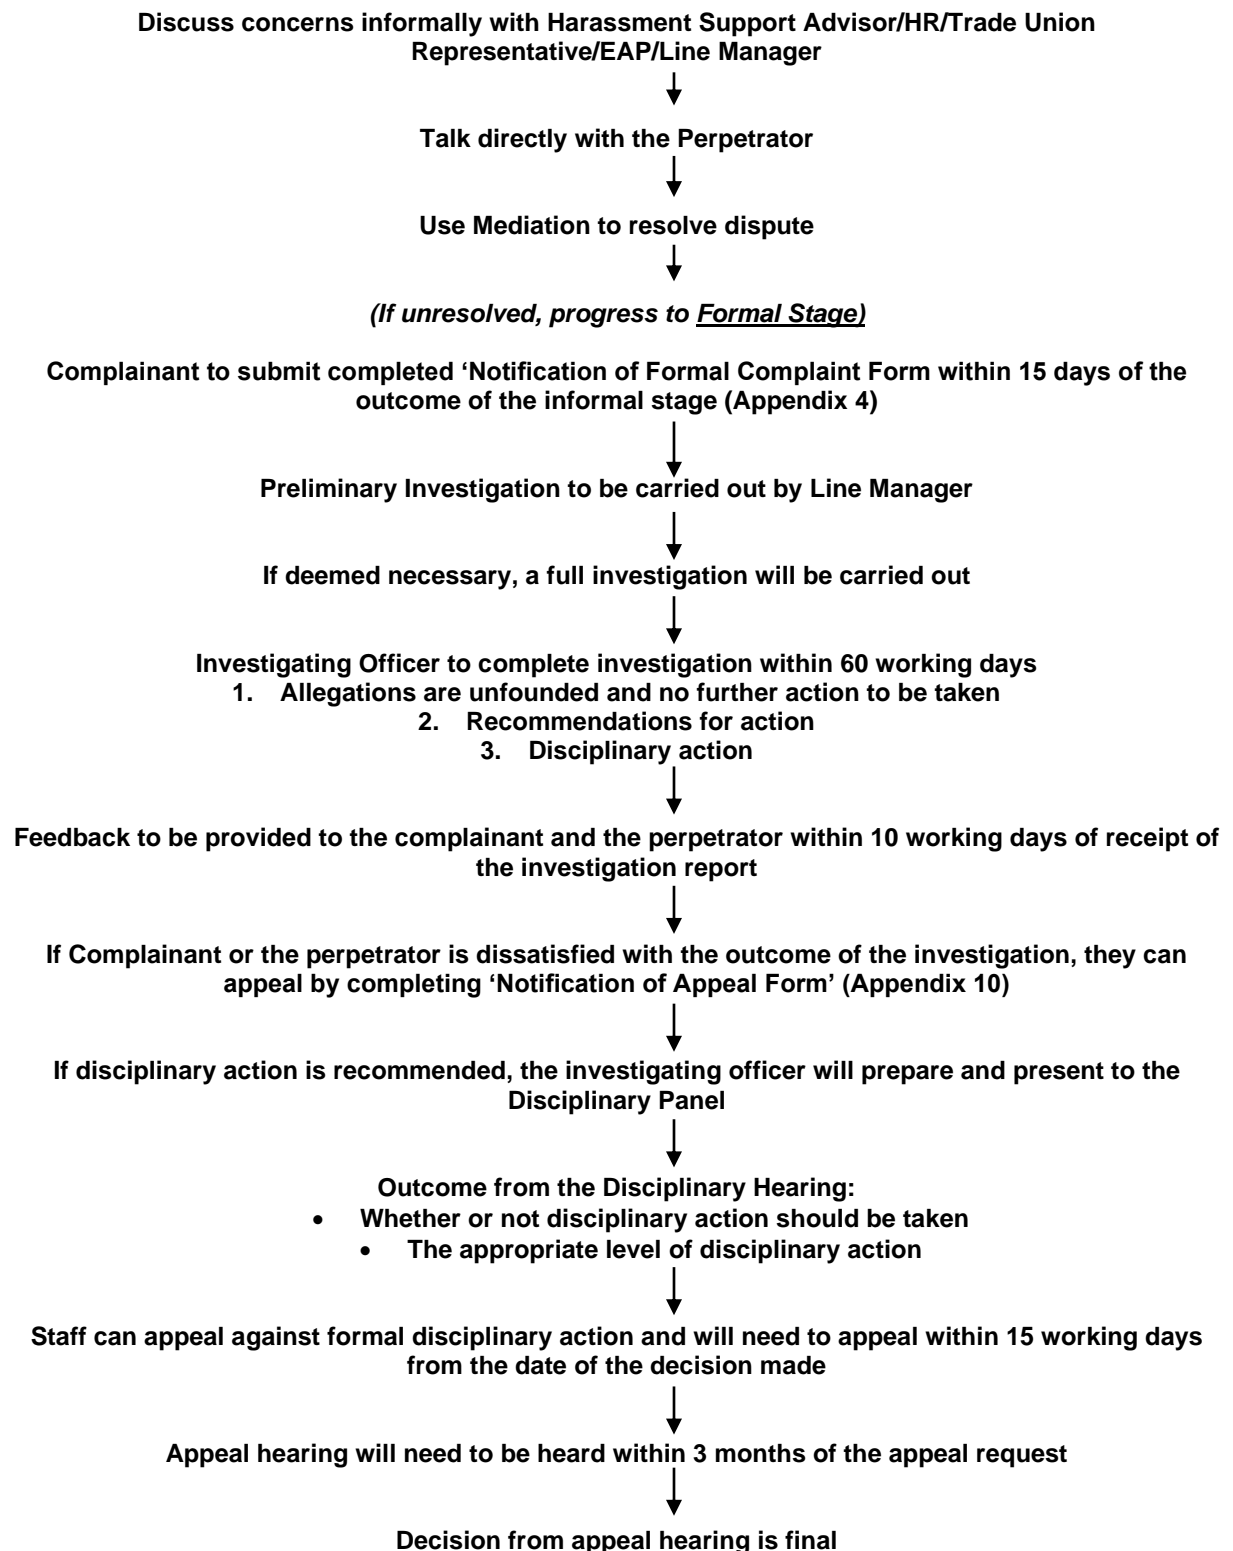 Discuss concerns informally with Harassment Support Advisor/HR/Trade Union
Representative/EAP/Line Manager
Talk directly with the Perpetrator
Use Mediation to resolve dispute
(If unresolved, progress to Formal Stage)
Complainant to submit completed ‘Notification of Formal Complaint Form within 15 days of the
outcome of the informal stage (Appendix 4)
Preliminary Investigation to be carried out by Line Manager
If deemed necessary, a full investigation will be carried out
Investigating Officer to complete investigation within 60 working days
1. Allegations are unfounded and no further action to be taken
2. Recommendations for action
3. Disciplinary action
Feedback to be provided to the complainant and the perpetrator within 10 working days of receipt of
the investigation report
If Complainant or the perpetrator is dissatisfied with the outcome of the investigation, they can
appeal by completing ‘Notification of Appeal Form’ (Appendix 10)
If disciplinary action is recommended, the investigating officer will prepare and present to the
Disciplinary Panel
Outcome from the Disciplinary Hearing:
• Whether or not disciplinary action should be taken
• The appropriate level of disciplinary action
Staff can appeal against formal disciplinary action and will need to appeal within 15 working days
from the date of the decision made
Appeal hearing will need to be heard within 3 months of the appeal request
Decision from appeal hearing is final